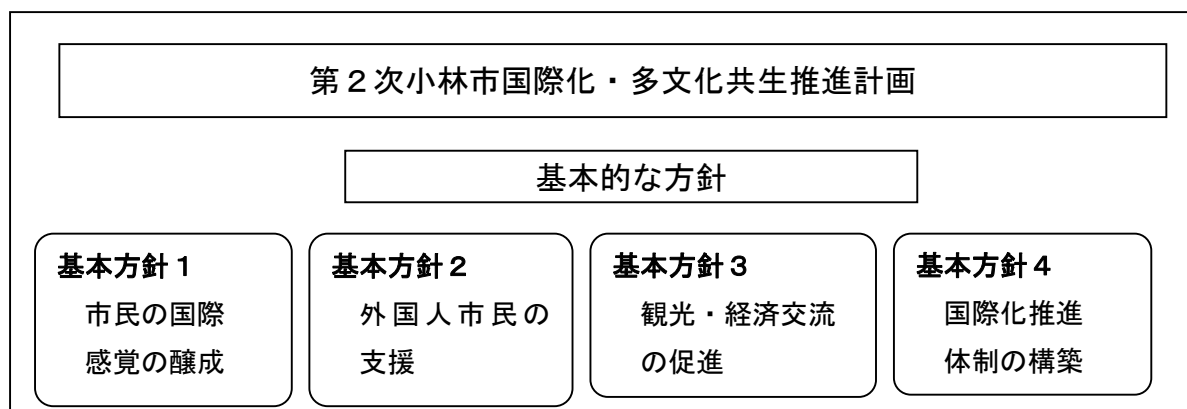 第２次小林市国際化・多文化共生推進計画
基本的な方針
基本方針１
市民の国際
感覚の醸成
基本方針２
外国人市民の
支援
基本方針３
観光・経済交流
の促進
基本方針４
国際化推進
体制の構築